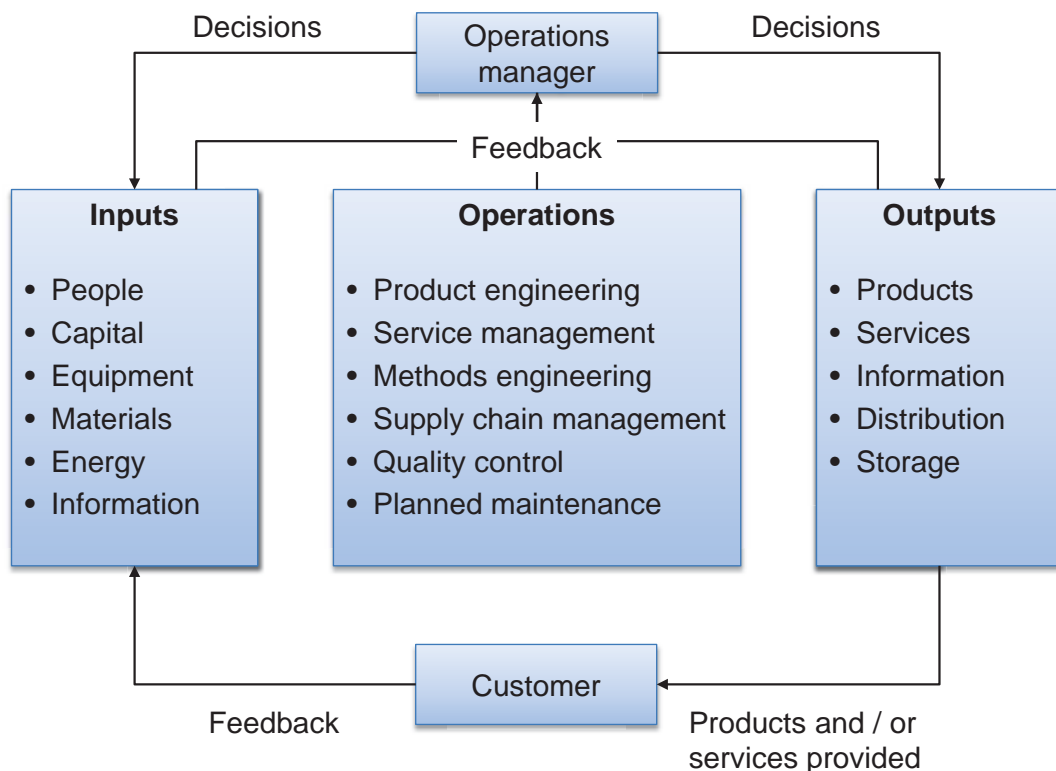 Decisions
Operations
manager
Decisions
Feedback
Inputs
• People
• Capital
• Equipment
• Materials
• Energy
• Information
Operations
• Product engineering
• Service management
• Methods engineering
• Supply chain management
• Quality control
• Planned maintenance
Outputs
• Products
• Services
• Information
• Distribution
• Storage
Customer
Feedback
Products and / or
services provided